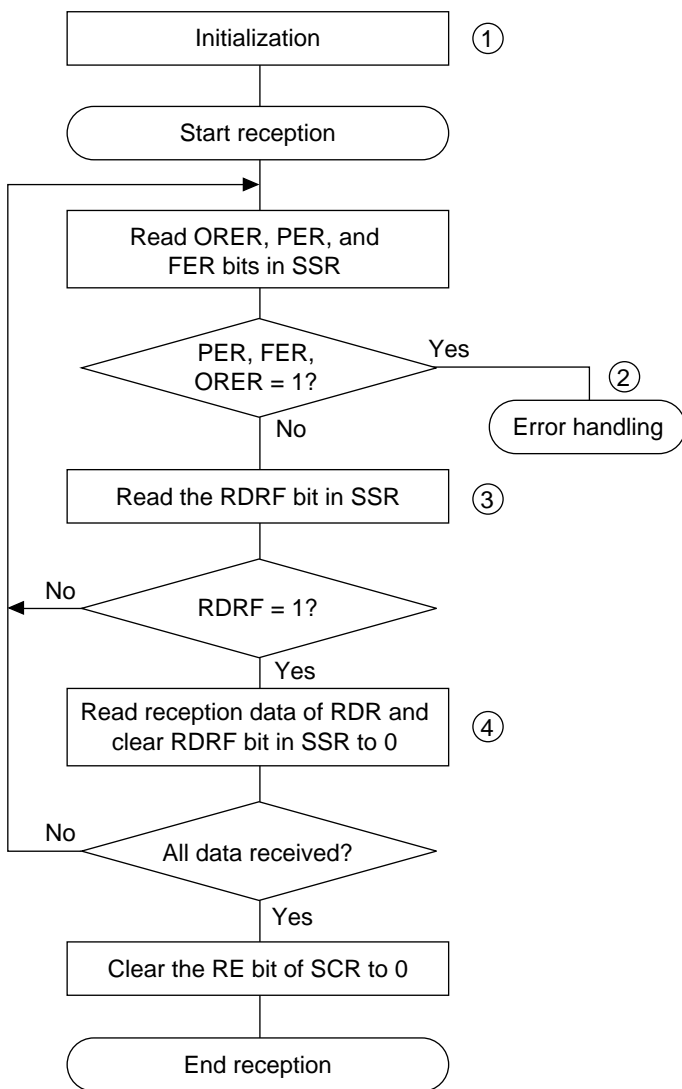 Initialization
①
Start reception
Read ORER, PER, and
FER bits in SSR
PER, FER,
ORER = 1?
Yes
②
Error handling
No
Read the RDRF bit in SSR
③
No
RDRF = 1?
Yes
Read reception data of RDR and
clear RDRF bit in SSR to 0
④
No
All data received?
Yes
Clear the RE bit of SCR to 0
End reception